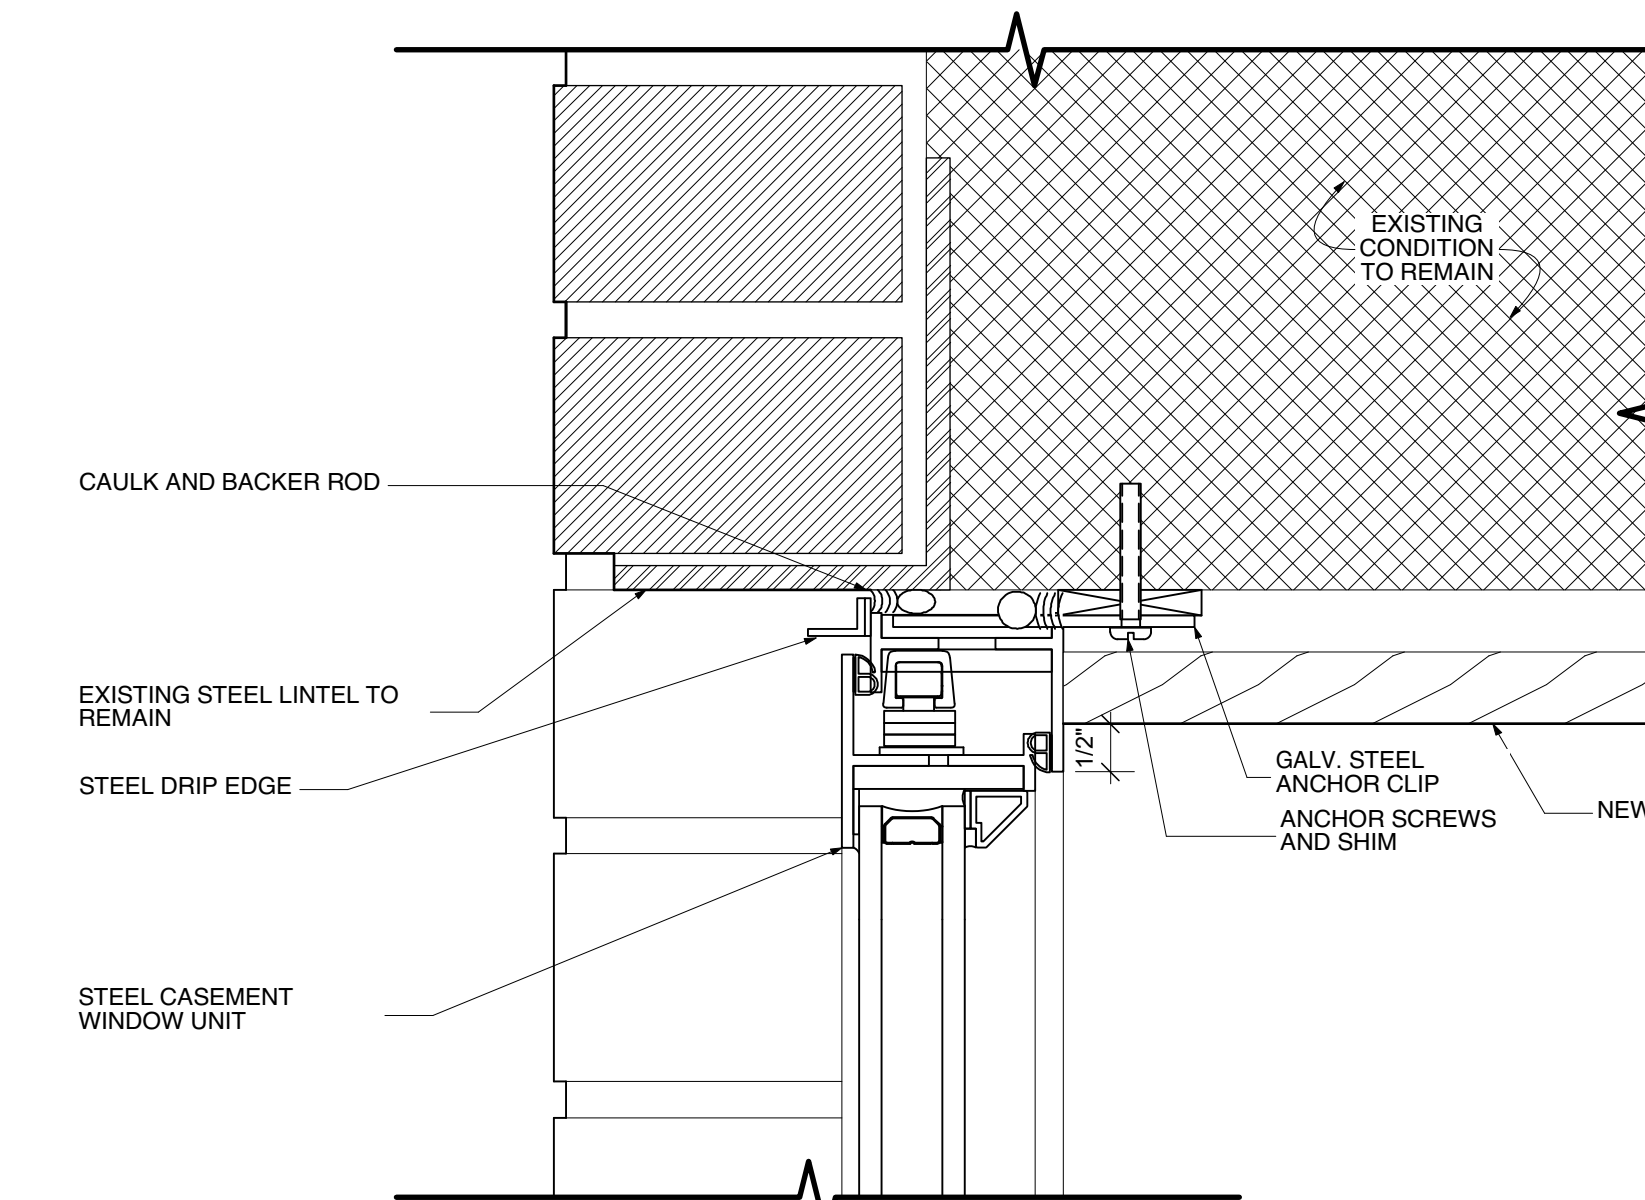 EXISTING
CONDITION
TO REMAIN
CAULK AND BACKER ROD
EXISTING STEEL LINTEL TO
REMAIN
STEEL DRIP EDGE
1/2"
GALV. STEEL
ANCHOR CLIP
ANCHOR SCREWS
AND SHIM
NEW
STEEL CASEMENT
WINDOW UNIT